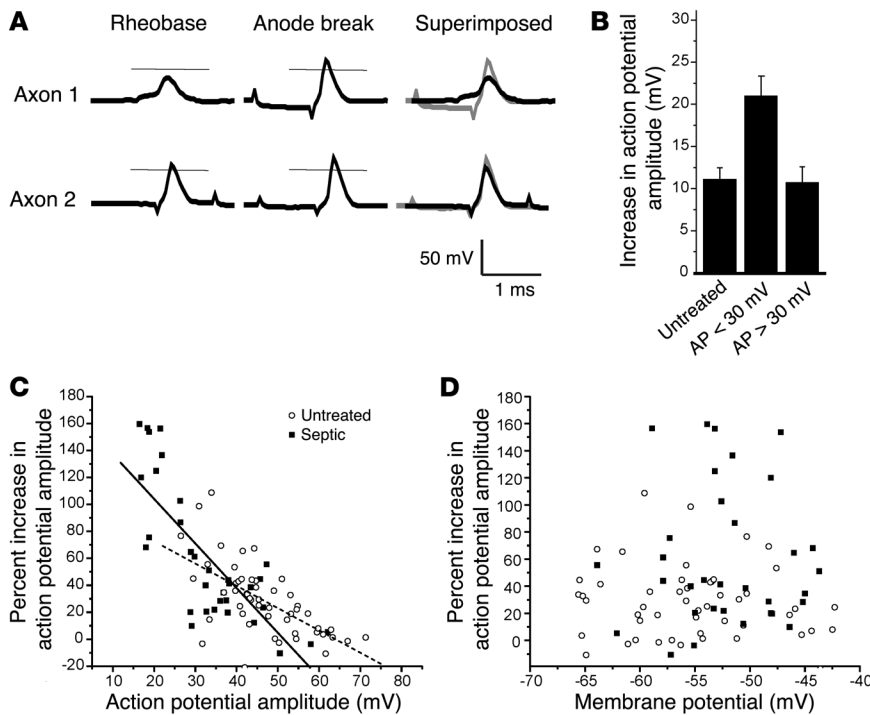 A
Rheobase
Anode break
Superimposed
Axon 1
Axon 2
50 mV
1 ms
B
Increase in action potential
amplitude (mV)
30
25
20
15
10
5
0
Untreated
AP < 30 mV
AP > 30 mV
C
Percent increase in
action potential amplitude
180
160
140
120
100
80
60
40
20
0
-20
Untreated
Septic
10
20
30
40
50
60
70
80
Action potential amplitude (mV)
D
Percent increase in
action potential amplitude
180
160
140
120
100
80
60
40
20
0
-70
-65
-60
-55
-50
-45
-40
Membrane potential (mV)